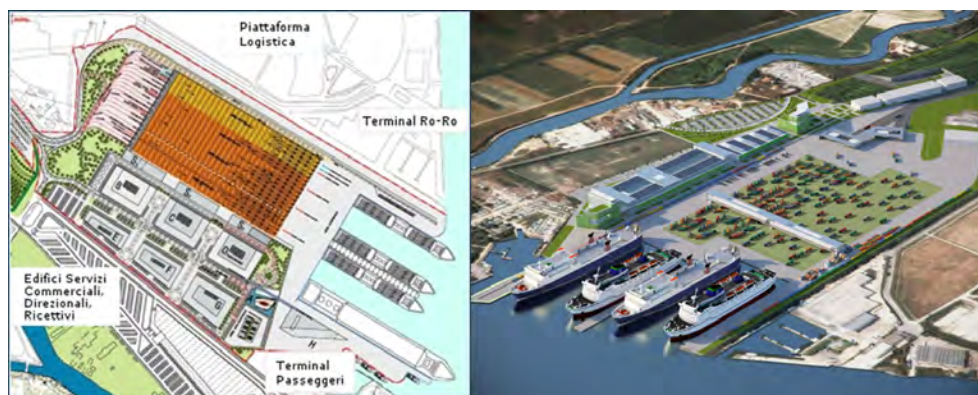 Piattaforma
Logistica
Terminal Ro-Ro
Edifici Servizi
Commerciali,
Direzionali,
Ricettivi
Terminal
Passeggeri
H